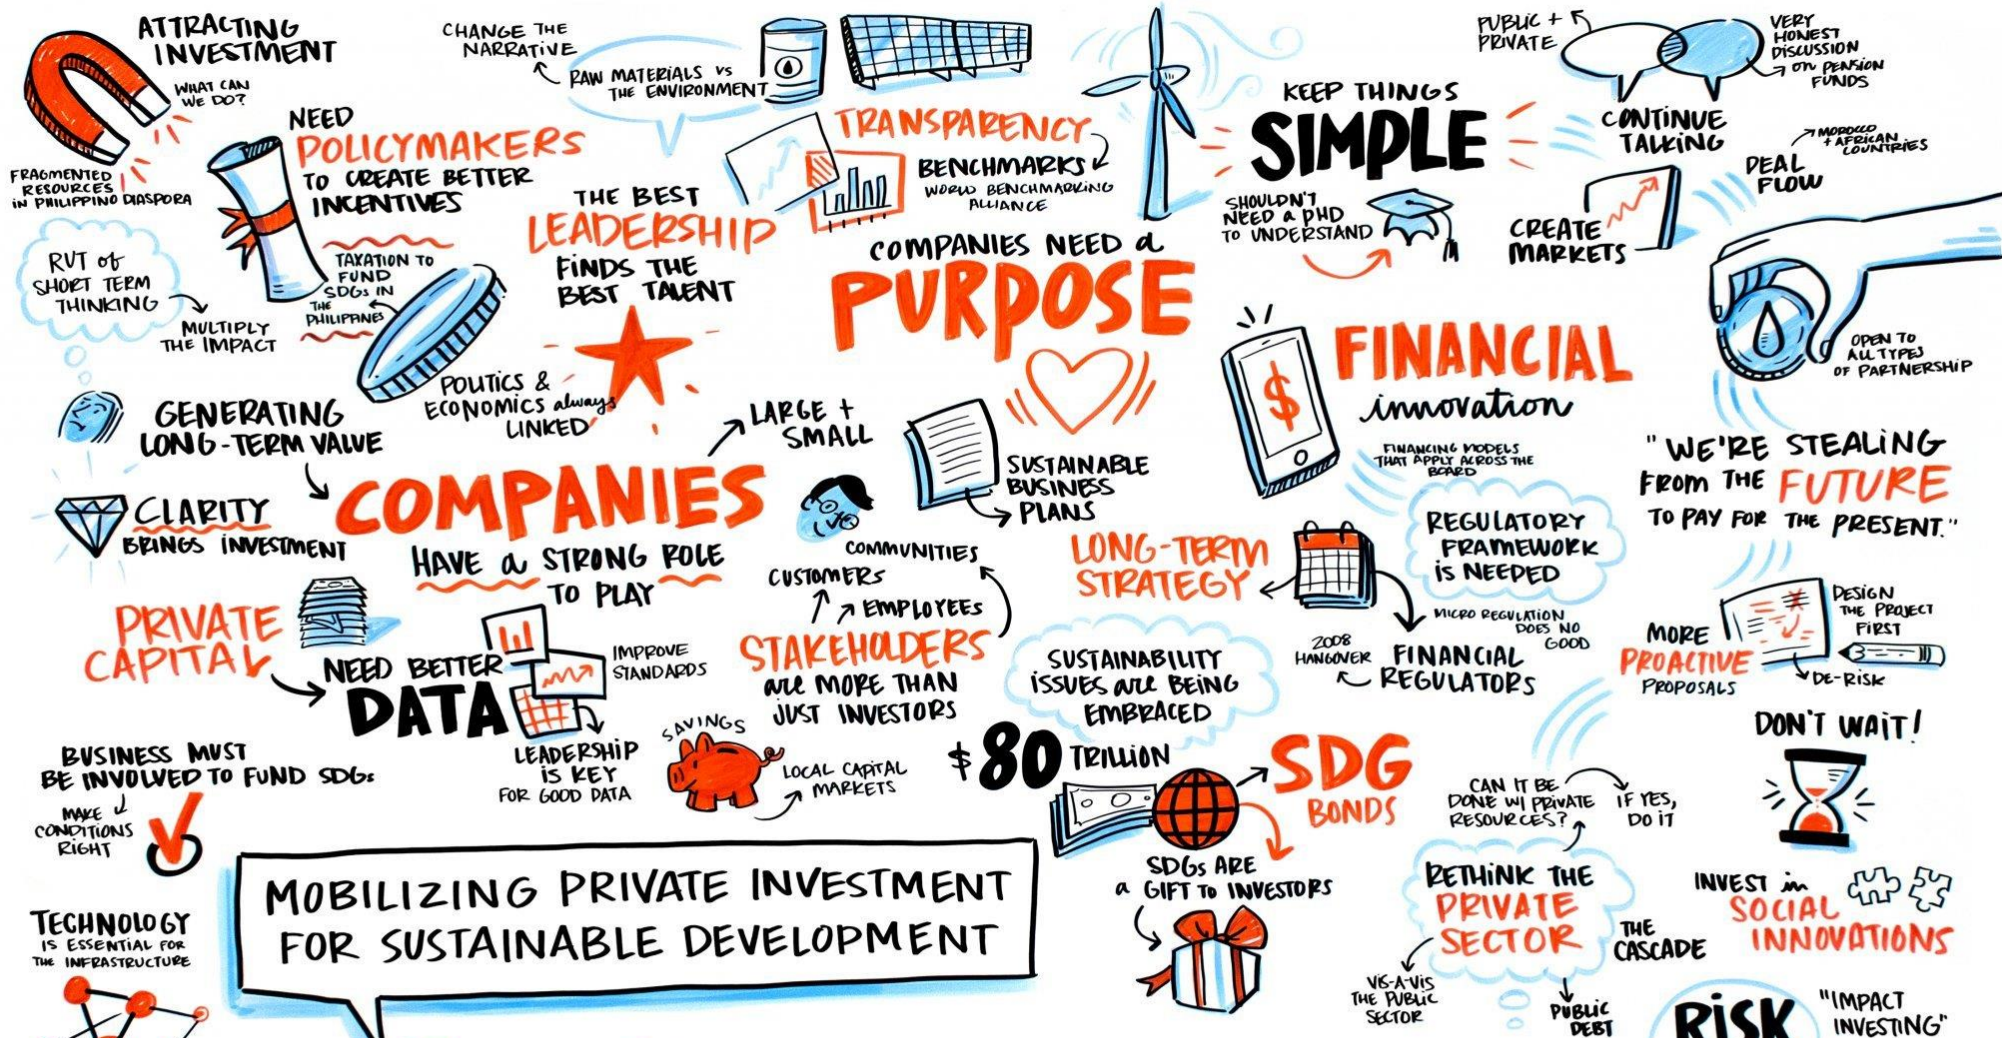 ATTRACTING
INVESTMENT
WHAT CAN
WE DO?
FRAGMENTED
RESOURCES
IN PHILIPPINO DIASPORA
NEED
POLICYMAKERS
TO CREATE BETTER
INCENTIVES
TAXATION TO
FUND
SDGs IN
THE
PHILIPPINES
RUT of
SHORT TERM
THINKING
MULTIPLY
THE IMPACT
CHANGE THE
NARRATIVE
RAW MATERIALS VS
THE ENVIRONMENT
THE BEST
LEADERSHIP
FINDS THE
BEST TALENT
TRANSPARENCY
BENCHMARKS
WORLD BENCHMARKING
ALLIANCE
COMPANIES NEED a
PURPOSE
KEEP THINGS
SIMPLE
SHOULDN'T
NEED a PHD
TO UNDERSTAND
PUBLIC +
PRIVATE
VERY
HONEST
DISCUSSION
on PENSION
FUNDS
CONTINUE
TALKING
MOROCCO
+ AFRICAN
COUNTRIES
DEAL
FLOW
CREATE
MARKETS
OPEN TO
ALL TYPES
OF PARTNERSHIP
POLITICS &
ECONOMICS always
LINKED
GENERATING
LONG-TERM VALUE
LARGE +
SMALL
COMPANIES
HAVE a STRONG ROLE
TO PLAY
CLARITY
BRINGS INVESTMENT
SUSTAINABLE
BUSINESS
PLANS
FINANCIAL
innovation
$
FINANCING MODELS
THAT APPLY ACROSS THE
BOARD
"WE'RE STEALING
FROM THE FUTURE
TO PAY FOR THE PRESENT."
REGULATORY
FRAMEWORK
is NEEDED
MICRO REGULATION
DOES NO
GOOD
LONG-TERM
STRATEGY
2008
HANGOVER
FINANCIAL
REGULATORS
DESIGN
THE PROJECT
FIRST
MORE
PROACTIVE
PROPOSALS
DE-RISK
PRIVATE
CAPITAL
NEED BETTER
DATA
IMPROVE
STANDARDS
LEADERSHIP
IS KEY
FOR GOOD DATA
COMMUNITIES
CUSTOMERS
EMPLOYEES
STAKEHOLDERS
are MORE THAN
JUST INVESTORS
SUSTAINABILITY
iSSUES are BEING
EMBRACED
SAVINGS
LOCAL CAPITAL
MARKETS
$80 TRILLION
SDG
BONDS
SDGs ARE
a GIFT TO INVESTORS
BUSINESS MUST
BE INVOLVED TO FUND SDGs
MAKE
CONDITIONS
RIGHT
DON'T WAIT!
CAN IT BE
DONE W/ PRIVATE
RESOURCES?
IF YES,
DO iT
RETHINK THE
PRIVATE
SECTOR
THE
CASCADE
VIS-A-VIS
THE PUBLIC
SECTOR
PUBLIC
DEBT
INVEST in
SOCIAL
INNOVATIONS
TECHNOLOGY
IS ESSENTIAL FOR
THE INFRASTRUCTURE
MOBILIZING PRIVATE INVESTMENT
FOR SUSTAINABLE DEVELOPMENT
RiSK
"IMPACT
INVESTING"